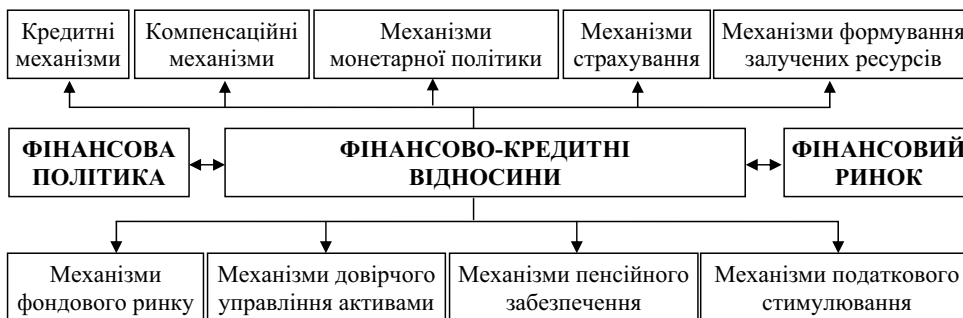 Кредитні
механізми
Компенсаційні
механізми
Механізми
монетарної політики
Механізми
страхування
Механізми формування
залучених ресурсів
ФІНАНСОВА
ПОЛІТИКА
ФІНАНСОВО-КРЕДИТНІ
ВІДНОСИНИ
ФІНАНСОВИЙ
РИНОК
Механізми
фондового ринку
Механізми довірчого
управління активами
Механізми пенсійного
забезпечення
Механізми податкового
стимулювання